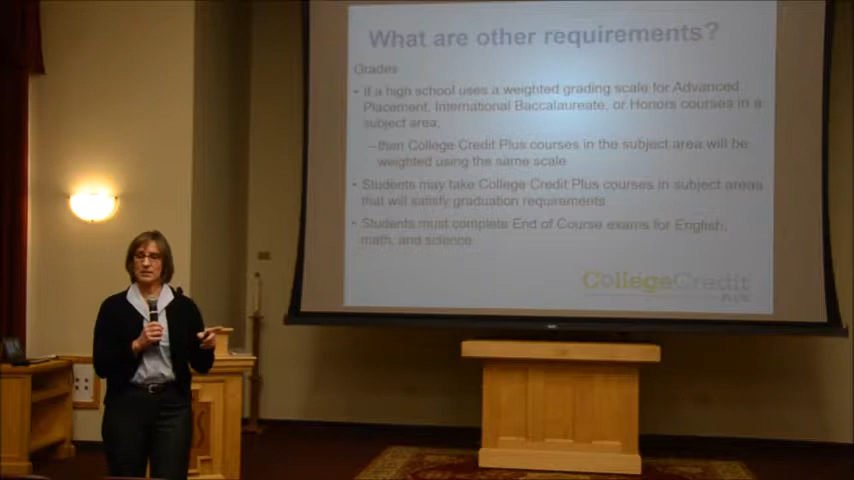 What are other requirements?
Grades
• If a high school uses a weighted grading scale for Advanced
Placement, International Baccalaureate, or Honors courses in a
subject area,
–then College Credit Plus courses in the subject area will be
weighted using the same scale
• Students may take College Credit Plus courses in subject areas
that will satisfy graduation requirements
• Students must complete End of Course exams for English,
math, and science
CollegeCredit
PLUS